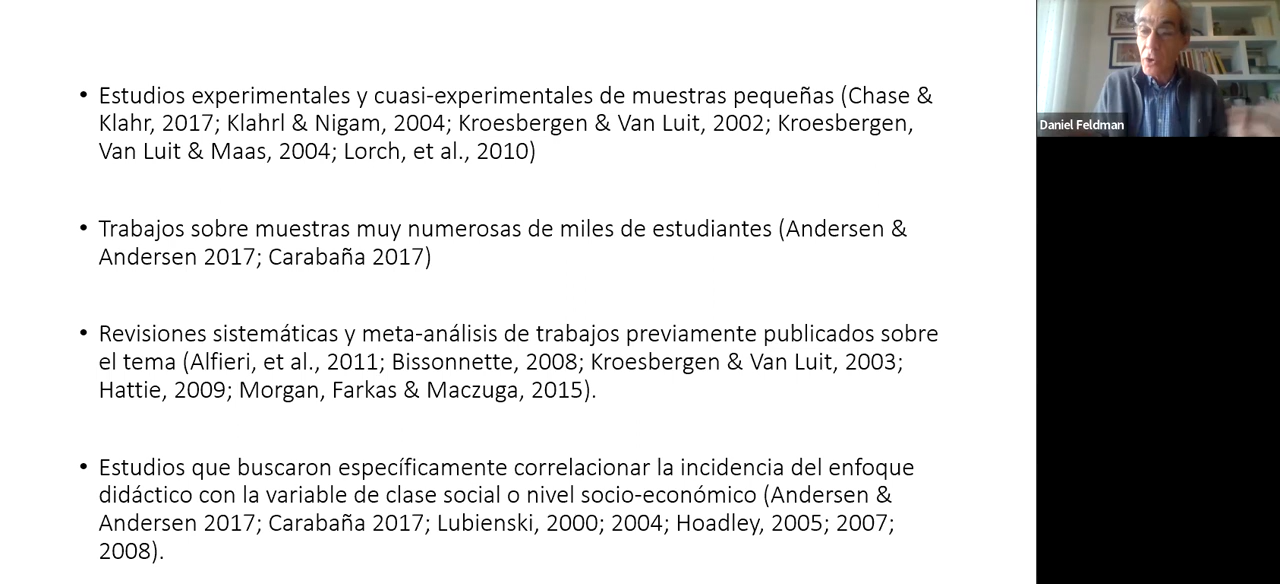 • Estudios experimentales y cuasi-experimentales de muestras pequeñas (Chase &
Klahr, 2017; Klahrl & Nigam, 2004; Kroesbergen & Van Luit, 2002; Kroesbergen,
Van Luit & Maas, 2004; Lorch, et al., 2010)
• Trabajos sobre muestras muy numerosas de miles de estudiantes (Andersen &
Andersen 2017; Carabaña 2017)
• Revisiones sistemáticas y meta-análisis de trabajos previamente publicados sobre
el tema (Alfieri, et al., 2011; Bissonnette, 2008; Kroesbergen & Van Luit, 2003;
Hattie, 2009; Morgan, Farkas & Maczuga, 2015).
• Estudios que buscaron específicamente correlacionar la incidencia del enfoque
didáctico con la variable de clase social o nivel socio-económico (Andersen &
Andersen 2017; Carabaña 2017; Lubienski, 2000; 2004; Hoadley, 2005; 2007;
2008).
Daniel Feldman